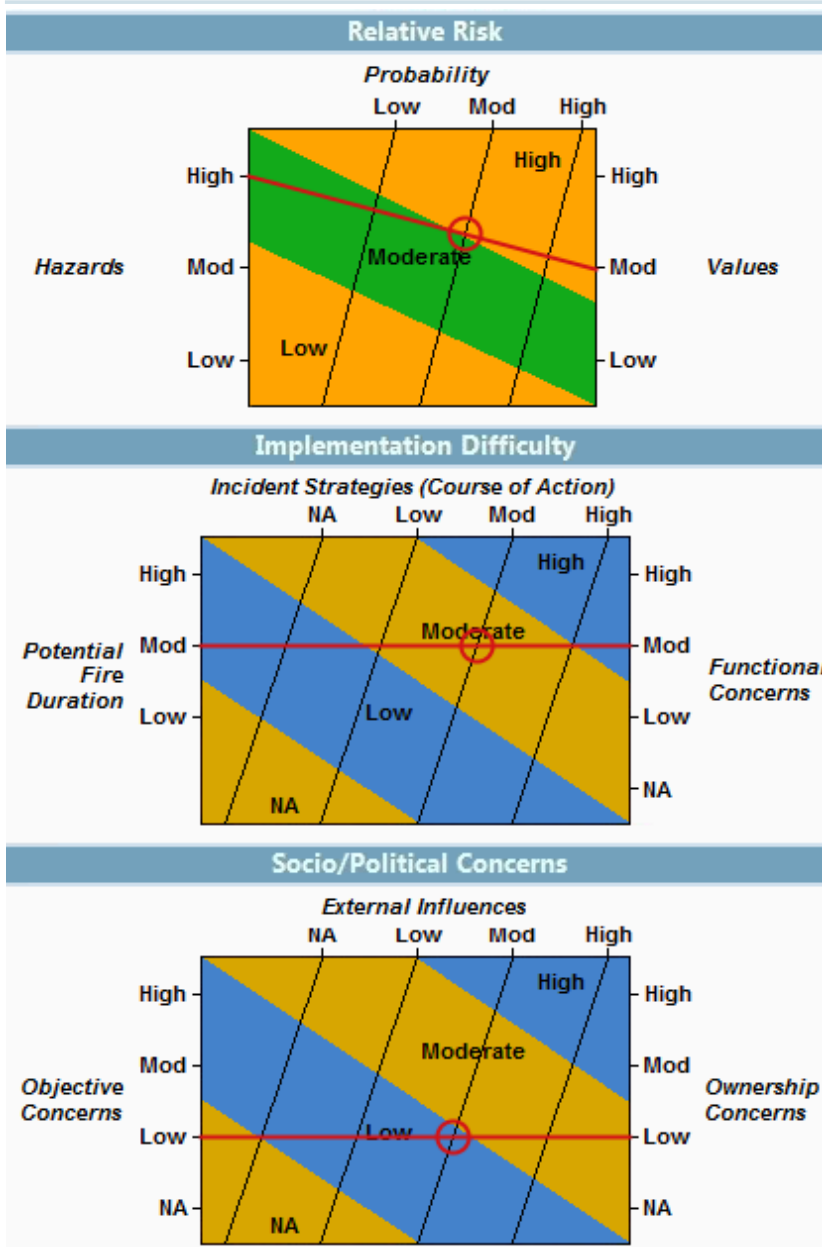 Relative Risk
Probability
Low Mod High
High High High
Hazards Mod Moderate Mod Values
Low Low Low
Implementation Difficulty
Incident Strategies (Course of Action)
NA Low Mod High
High High High
Potential Fire Duration Mod Moderate Mod Functional Concerns
Low Low Low
NA NA
Socio/Political Concerns
External Influences
NA Low Mod High
High High High
Mod Moderate Mod
Objective Concerns Ownership Concerns
Low Low Low
NA NA NA